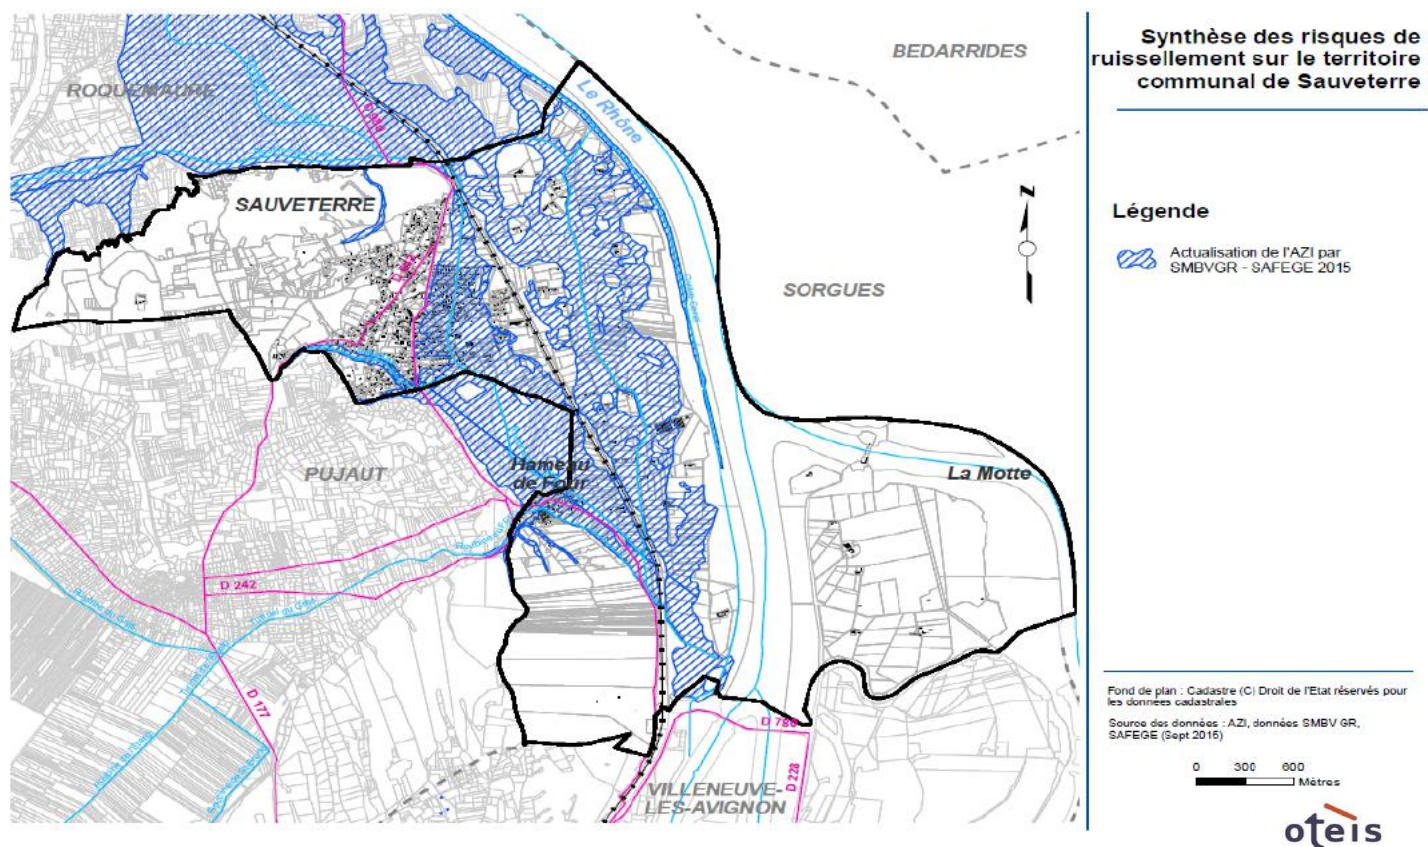 BEDARRIDES
Synthèse des risques de
ruissellement sur le territoire
communal de Sauveterre
ROQUEMAURE
Le Rhône
D 980
SAUVETERRE
Légende
Actualisation de l'AZI par
SMBVGR - SAFEGE 2015
N
SORGUES
PUJAUT
Hameau
de Four
La Motte
D 242
D 177
Fond de plan : Cadastre (C) Droit de l'Etat réservés pour
les données cadastrales
Source des données : AZI, données SMBV GR,
SAFEGE (Sept 2015)
D 780
D 228
0 300 600
Mètres
VILLENEUVE-
LES-AVIGNON
oteis